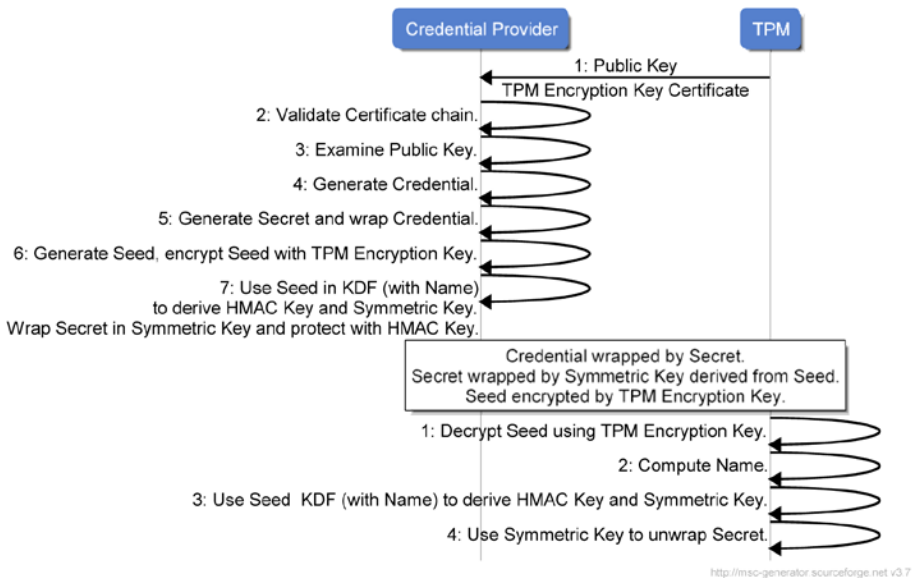 Credential Provider
TPM
1: Public Key
TPM Encryption Key Certificate
2: Validate Certificate chain.
3: Examine Public Key.
4: Generate Credential.
5: Generate Secret and wrap Credential.
6: Generate Seed, encrypt Seed with TPM Encryption Key.
7: Use Seed in KDF (with Name)
to derive HMAC Key and Symmetric Key.
Wrap Secret in Symmetric Key and protect with HMAC Key.
Credential wrapped by Secret.
Secret wrapped by Symmetric Key derived from Seed.
Seed encrypted by TPM Encryption Key.
1: Decrypt Seed using TPM Encryption Key.
2: Compute Name.
3: Use Seed  KDF (with Name) to derive HMAC Key and Symmetric Key.
4: Use Symmetric Key to unwrap Secret.
http://msc-generator.sourceforge.net v3.7